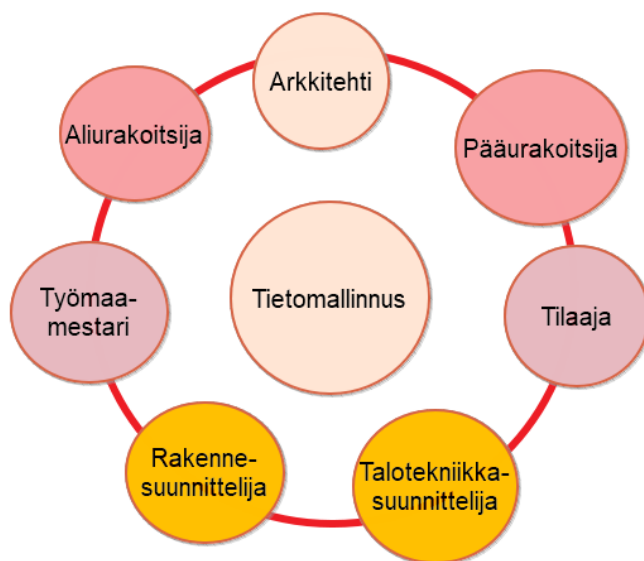 Arkkitehti
Aliurakoitsija
Pääurakoitsija
Työmaa-
mestari
Tietomallinnus
Tilaaja
Rakenne-
suunnittelija
Talotekniikka-
suunnittelija